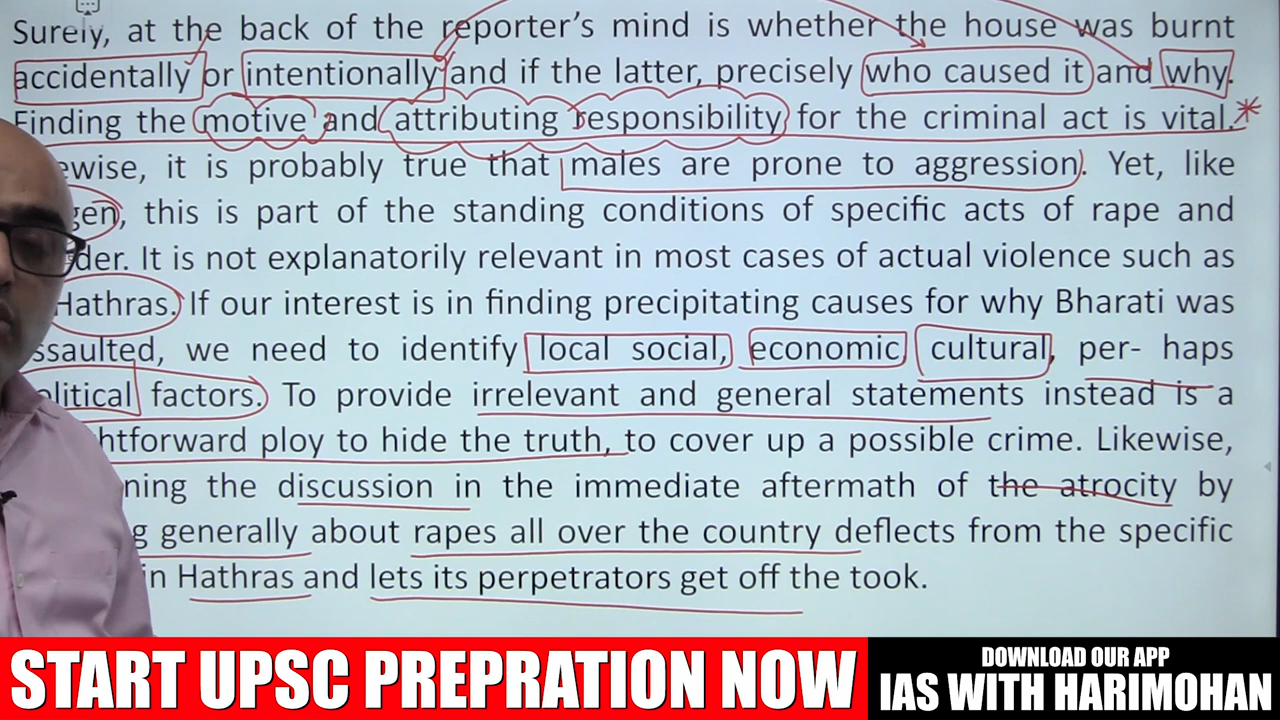 Surely, at the back of the reporter’s mind is whether the house was burnt
accidentally or intentionally and if the latter, precisely who caused it and why.
Finding the motive and attributing responsibility for the criminal act is vital.
ewise, it is probably true that males are prone to aggression. Yet, like
gen, this is part of the standing conditions of specific acts of rape and
der. It is not explanatorily relevant in most cases of actual violence such as
Hathras. If our interest is in finding precipitating causes for why Bharati was
ssaulted, we need to identify local social, economic cultural, per- haps
litical factors. To provide irrelevant and general statements instead is a
htforward ploy to hide the truth, to cover up a possible crime. Likewise,
ning the discussion in the immediate aftermath of the atrocity by
g generally about rapes all over the country deflects from the specific
in Hathras and lets its perpetrators get off the took.
START UPSC PREPRATION NOW
DOWNLOAD OUR APP
IAS WITH HARIMOHAN